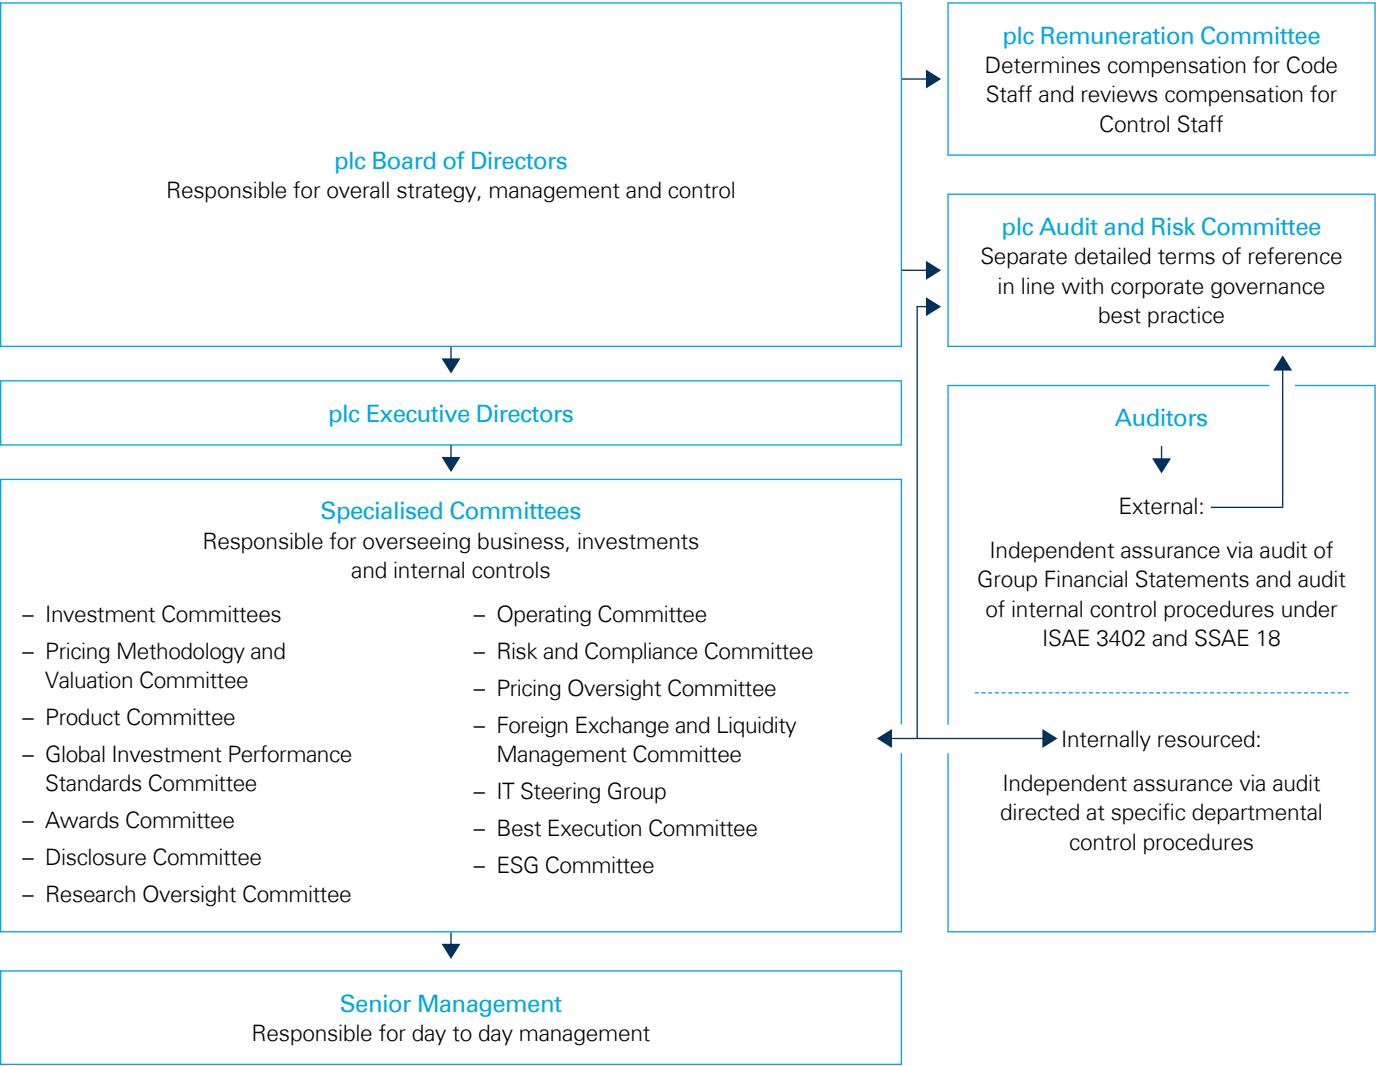 plc Board of Directors
Responsible for overall strategy, management and control
plc Remuneration Committee
Determines compensation for Code
Staff and reviews compensation for
Control Staff
plc Audit and Risk Committee
Separate detailed terms of reference
in line with corporate governance
best practice
plc Executive Directors
Specialised Committees
Responsible for overseeing business, investments
and internal controls
– Investment Committees
– Pricing Methodology and
Valuation Committee
– Product Committee
– Global Investment Performance
Standards Committee
– Awards Committee
– Disclosure Committee
– Research Oversight Committee
– Operating Committee
– Risk and Compliance Committee
– Pricing Oversight Committee
– Foreign Exchange and Liquidity
Management Committee
– IT Steering Group
– Best Execution Committee
– ESG Committee
Auditors
External:
Independent assurance via audit of
Group Financial Statements and audit
of internal control procedures under
ISAE 3402 and SSAE 18
Internally resourced:
Independent assurance via audit
directed at specific departmental
control procedures
Senior Management
Responsible for day to day management